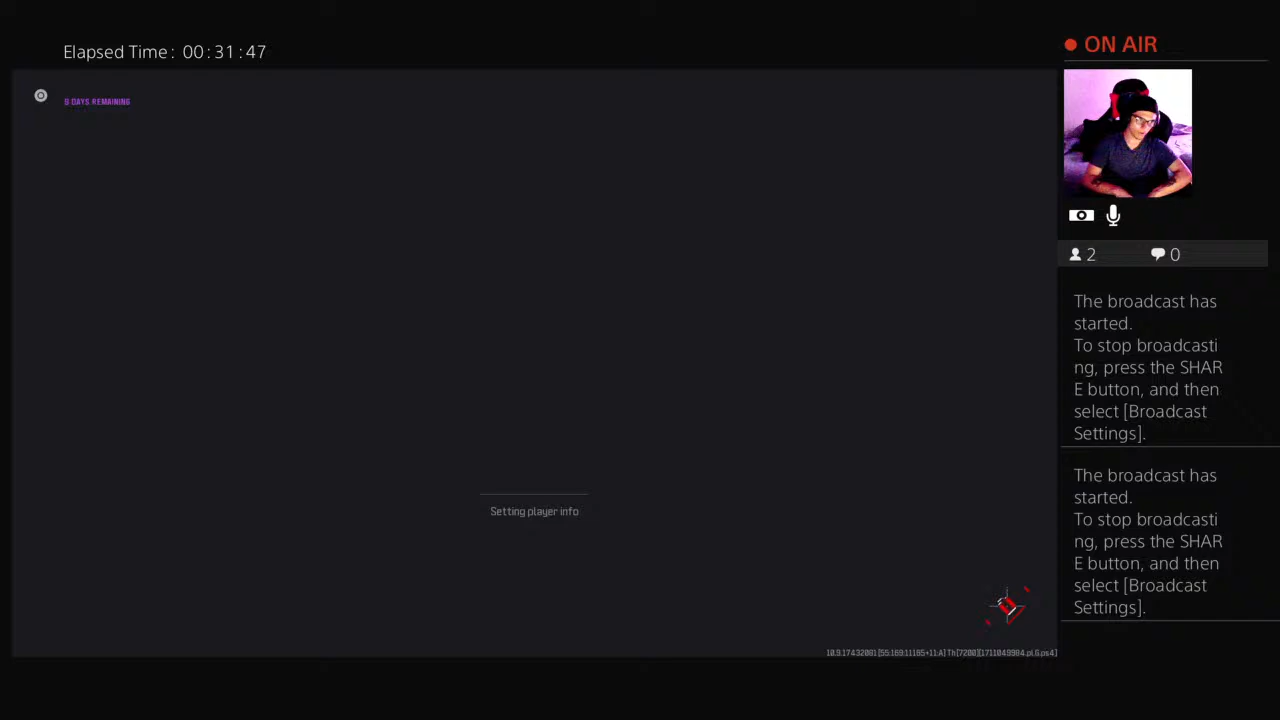 Elapsed Time: 00:31:47
ON AIR
DAYS REMAINING
2
0
The broadcast has
started.
To stop broadcasti
ng, press the SHAR
E button, and then
select [Broadcast
Settings].
The broadcast has
started.
To stop broadcasti
ng, press the SHAR
E button, and then
select [Broadcast
Settings].
Setting player info